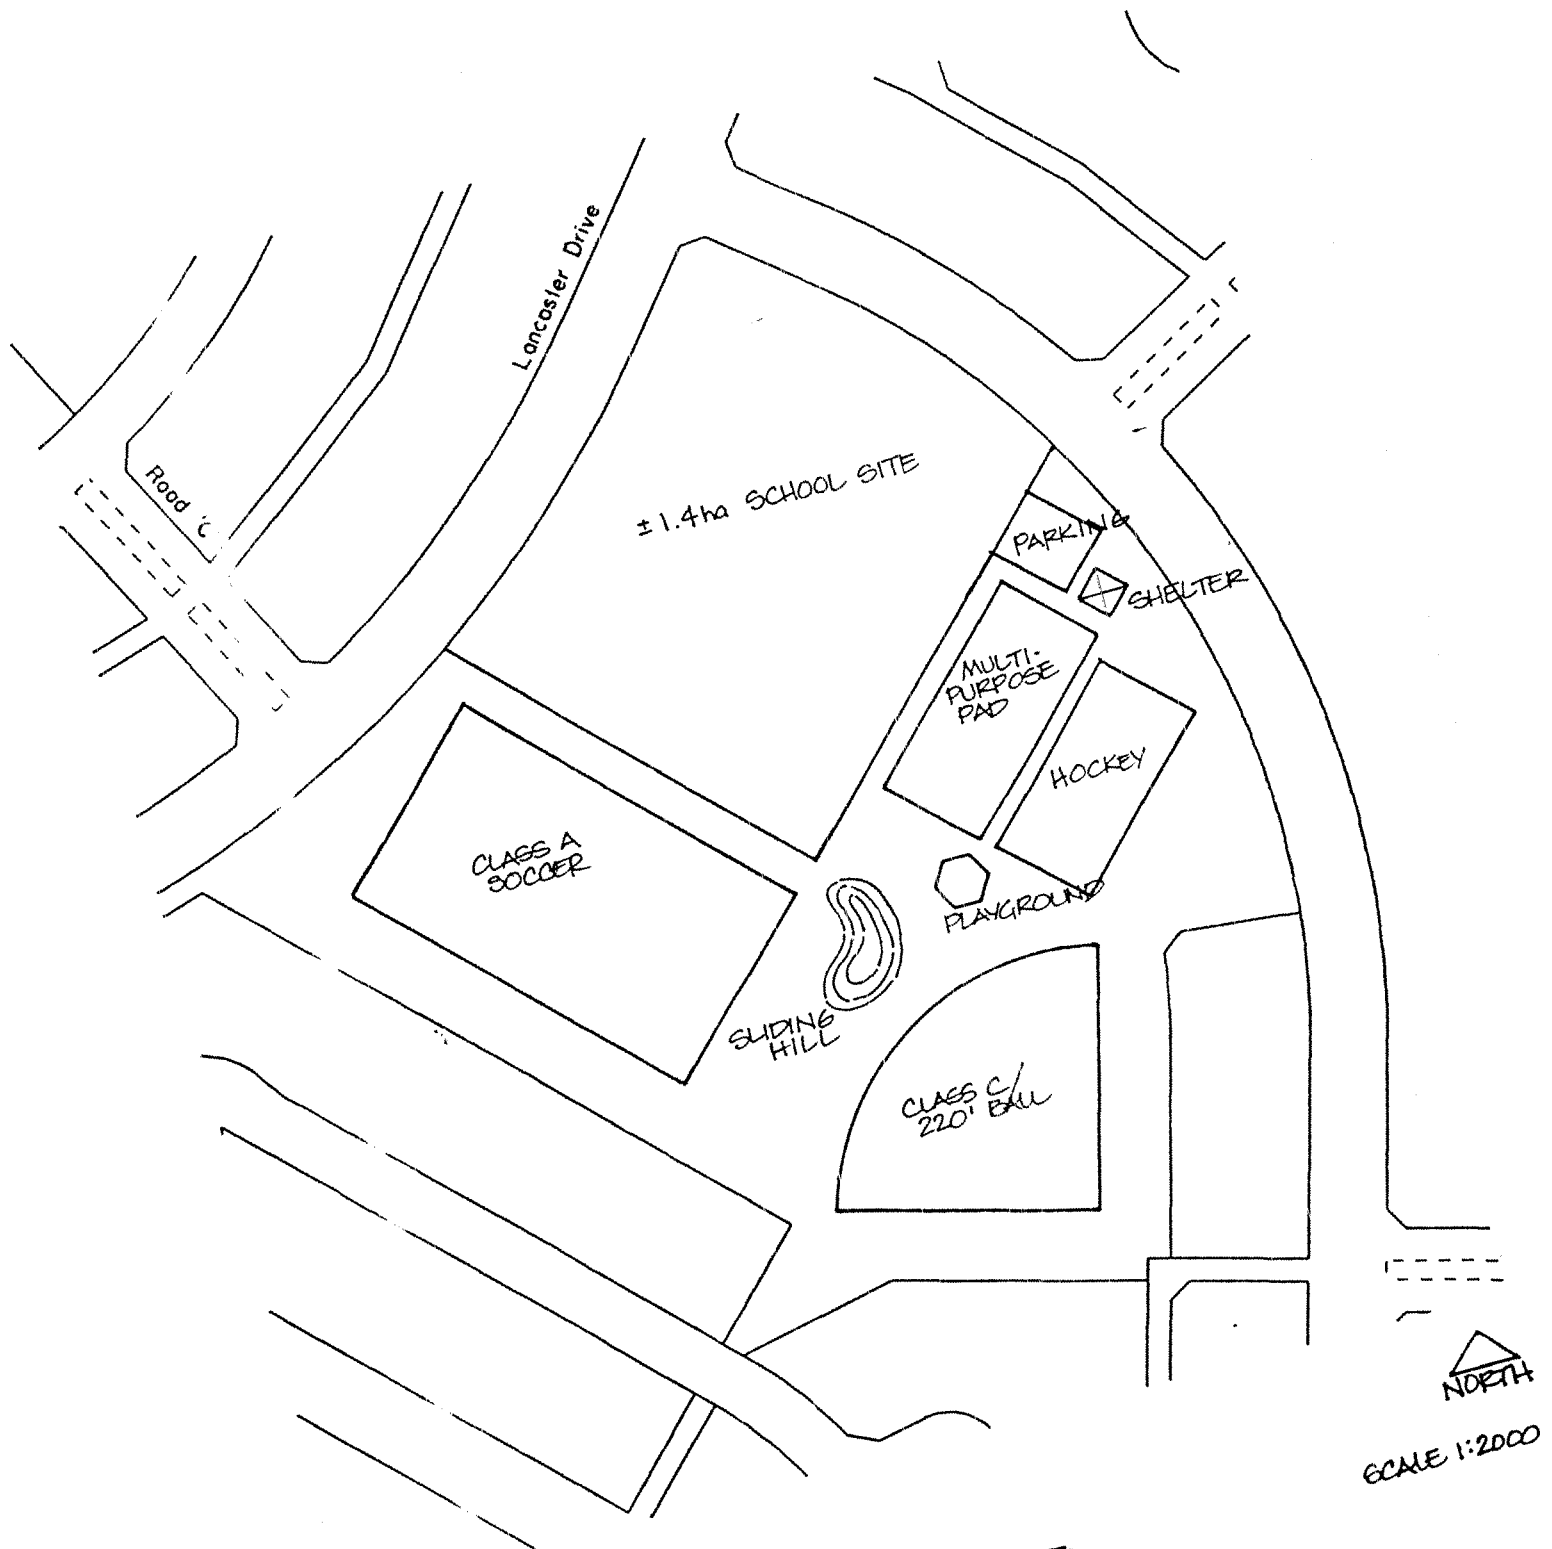 Lancaster Drive
Road 'C'
±1.4ha SCHOOL SITE
PARKING
SHELTER
MULTI-
PURPOSE
PAD
HOCKEY
CLASS A
SOCCER
PLAYGROUND
SLIDING
HILL
CLASS C/
220' BALL
NORTH
SCALE 1:2000